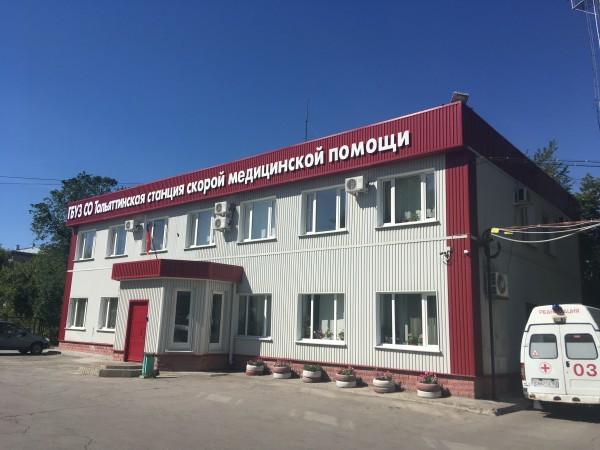 ГБУЗ СО Тольяттинская станция скорой медицинской помощи
РЕАНИМАЦИЯ
03